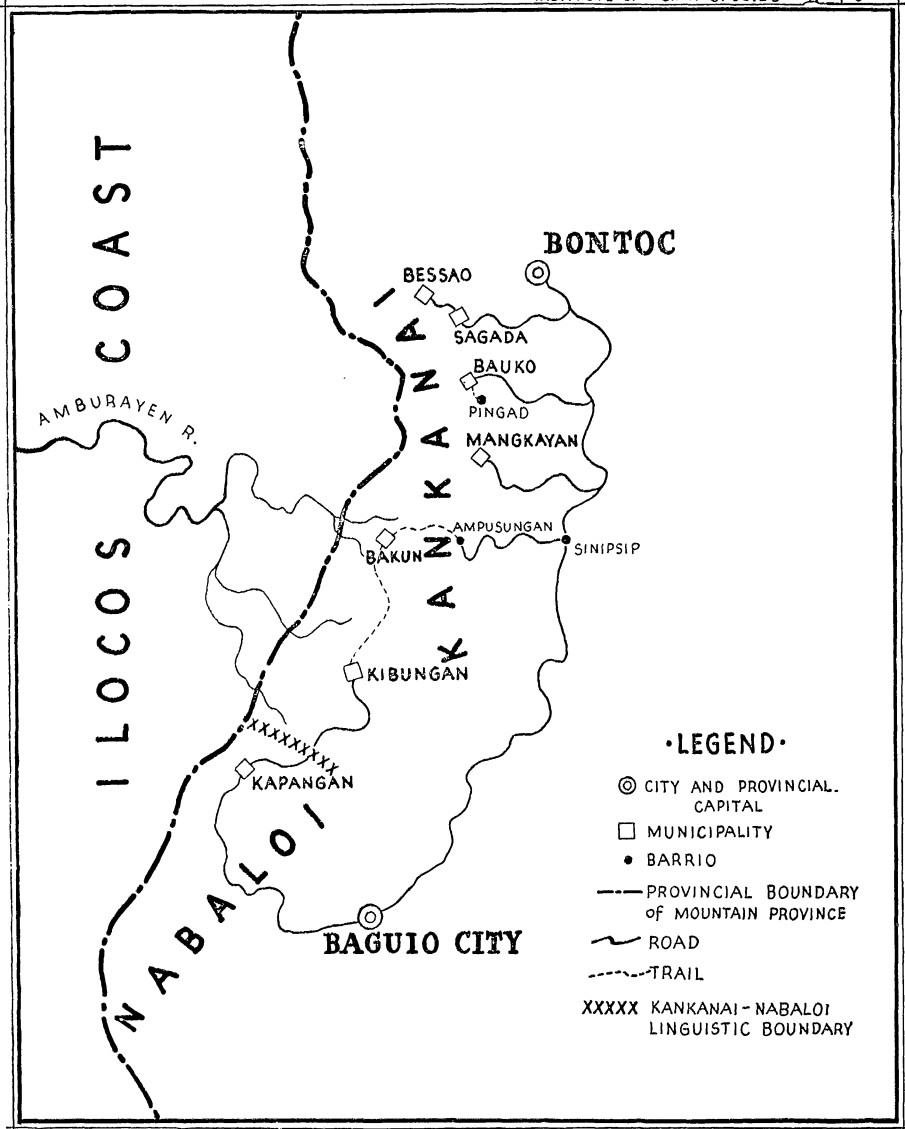 BONTOC
BESSAO
SAGADA
BAUKO
PINGAD
MANGKAYAN
AMBURAYEN R.
AMPUSUNGAN
SINIPSIP
BAKUN
KIBUNGAN
KAPANGAN
BAGUIO CITY
ILOCOS COAST
KANKANAI
NABALOI
•LEGEND•
CITY AND PROVINCIAL
CAPITAL
MUNICIPALITY
BARRIO
PROVINCIAL BOUNDARY
of MOUNTAIN PROVINCE
ROAD
TRAIL
XXXXX KANKANAI-NABALOI
LINGUISTIC BOUNDARY
XXXXXXXXX